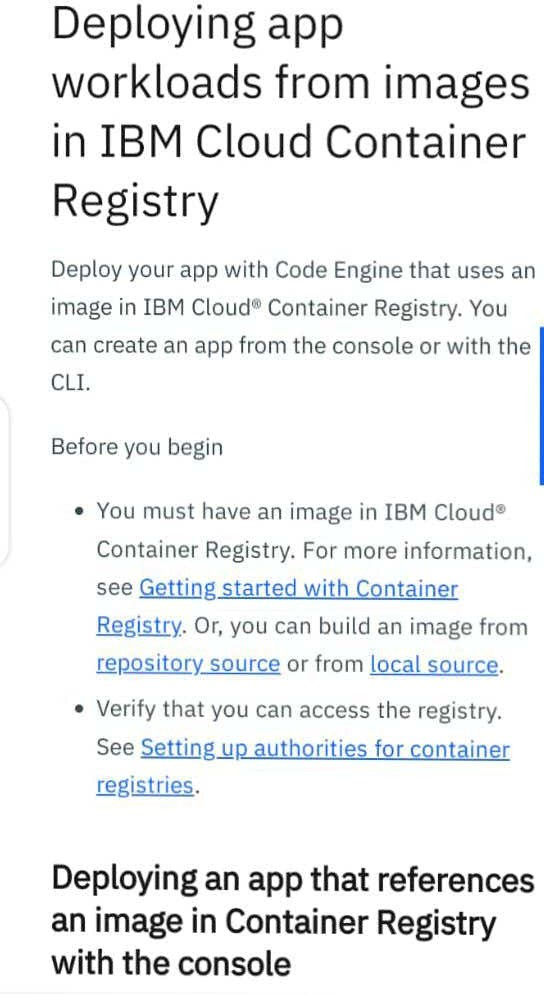 Deploying app
workloads from images
in IBM Cloud Container
Registry
Deploy your app with Code Engine that uses an
image in IBM Cloud® Container Registry. You
can create an app from the console or with the
CLI.
Before you begin
• You must have an image in IBM Cloud®
Container Registry. For more information,
see Getting started with Container
Registry. Or, you can build an image from
repository source or from local source.
• Verify that you can access the registry.
See Setting up authorities for container
registries.
Deploying an app that references
an image in Container Registry
with the console